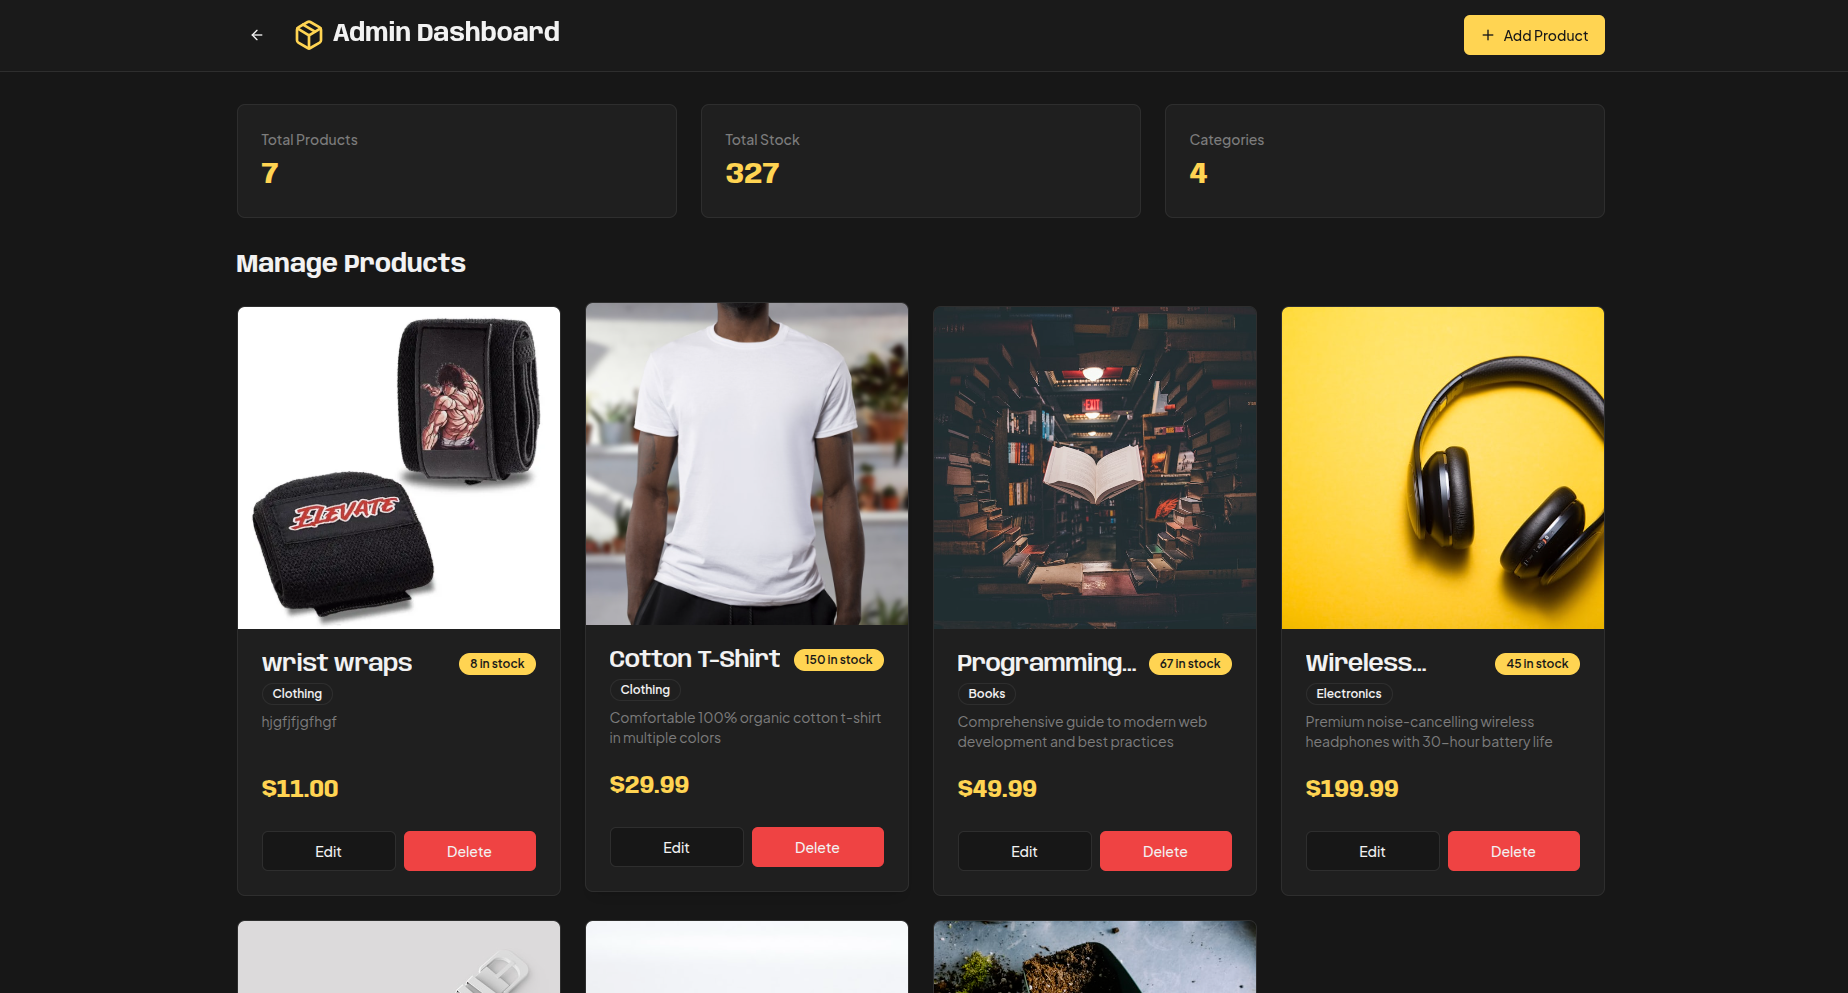 Admin Dashboard
+ Add Product
Total Products
7
Total Stock
327
Categories
4
Manage Products
ELEVATE
EXIT
wrist wraps
8 in stock
Clothing
hjgfjfjgfhgf
$11.00
Edit
Delete
Cotton T-Shirt
150 in stock
Clothing
Comfortable 100% organic cotton t-shirt
in multiple colors
$29.99
Edit
Delete
Programming...
67 in stock
Books
Comprehensive guide to modern web
development and best practices
$49.99
Edit
Delete
Wireless...
45 in stock
Electronics
Premium noise-cancelling wireless
headphones with 30-hour battery life
$199.99
Edit
Delete